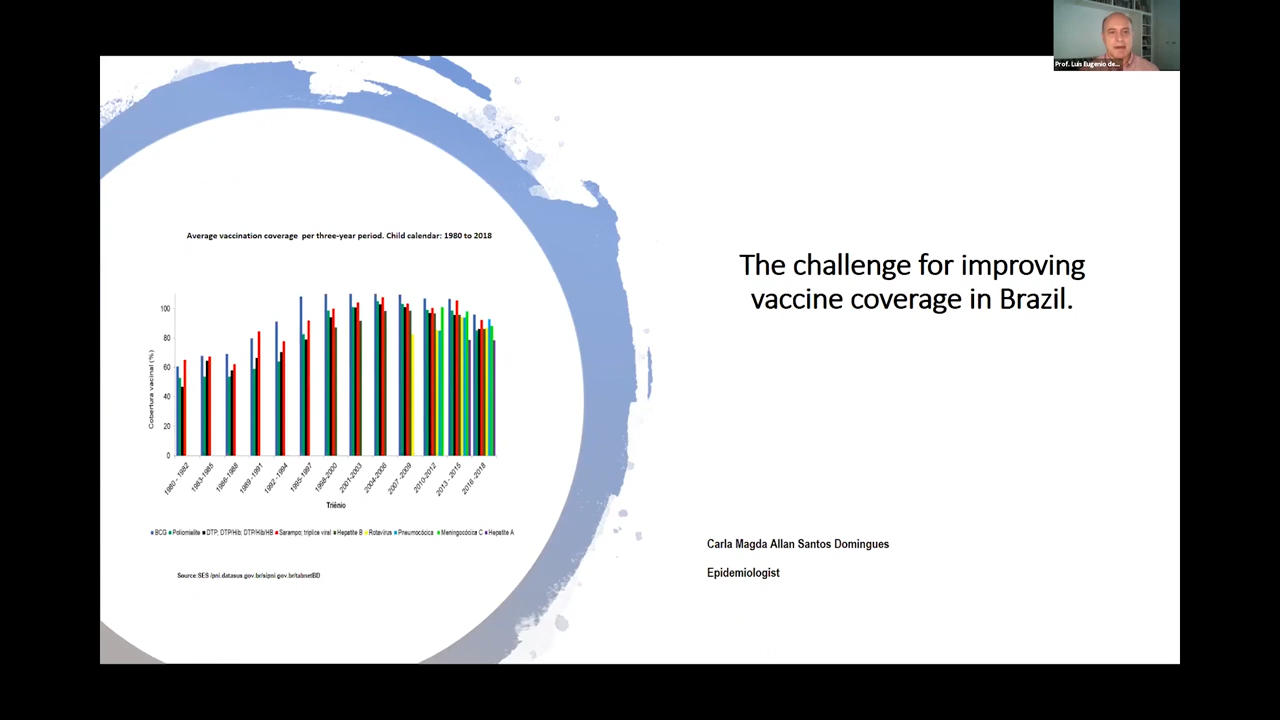 Prof. Luis Eugenio de...
Average vaccination coverage per three-year period. Child calendar: 1980 to 2018
Cobertura vacinal (%)
100
80
60
40
20
0
1980 - 1982
1983-1985
1986-1988
1989 -1991
1992 -1994
1995-1997
1998-2000
2001-2003
2004-2006
2007 -2009
2010-2012
2013 - 2015
2016 -2018
Triênio
BCG Poliomielite DTP; DTP/Hib; DTP/Hib/HB Sarampo; tríplice viral Hepatite B Rotavírus Pneumocócica Meningocócica C Hepatite A
Source:SES /pni.datasus.gov.br/sipni.gov.br/tabnetBD
The challenge for improving
vaccine coverage in Brazil.
Carla Magda Allan Santos Domingues
Epidemiologist